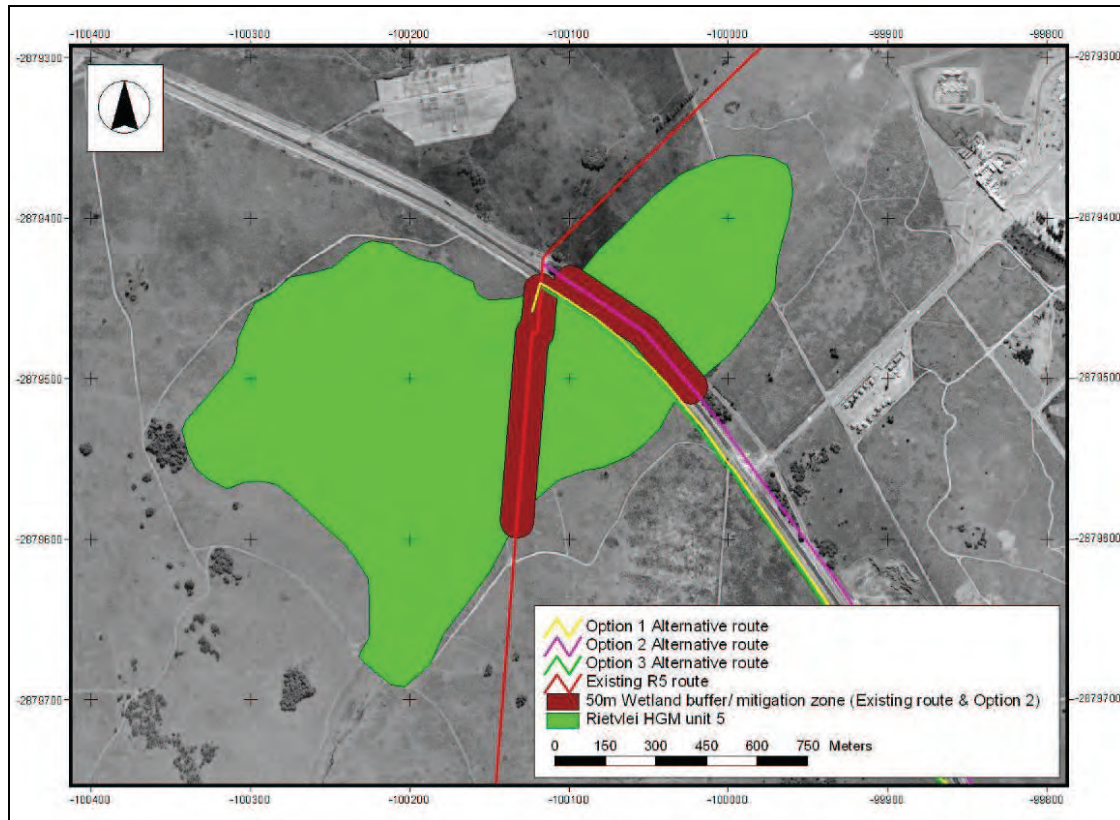 -100400 -100300 -100200 -100100 -100000 -99900 -99800
-2879300 -2879300
-2879400 -2879400
-2879500 -2879500
-2879600 -2879600
-2879700 -2879700
Option 1 Alternative route
Option 2 Alternative route
Option 3 Alternative route
Existing R5 route
50m Wetland buffer/ mitigation zone (Existing route & Option 2)
Rietvlei HGM unit 5
0 150 300 450 600 750 Meters
-100400 -100300 -100200 -100100 -100000 -99900 -99800